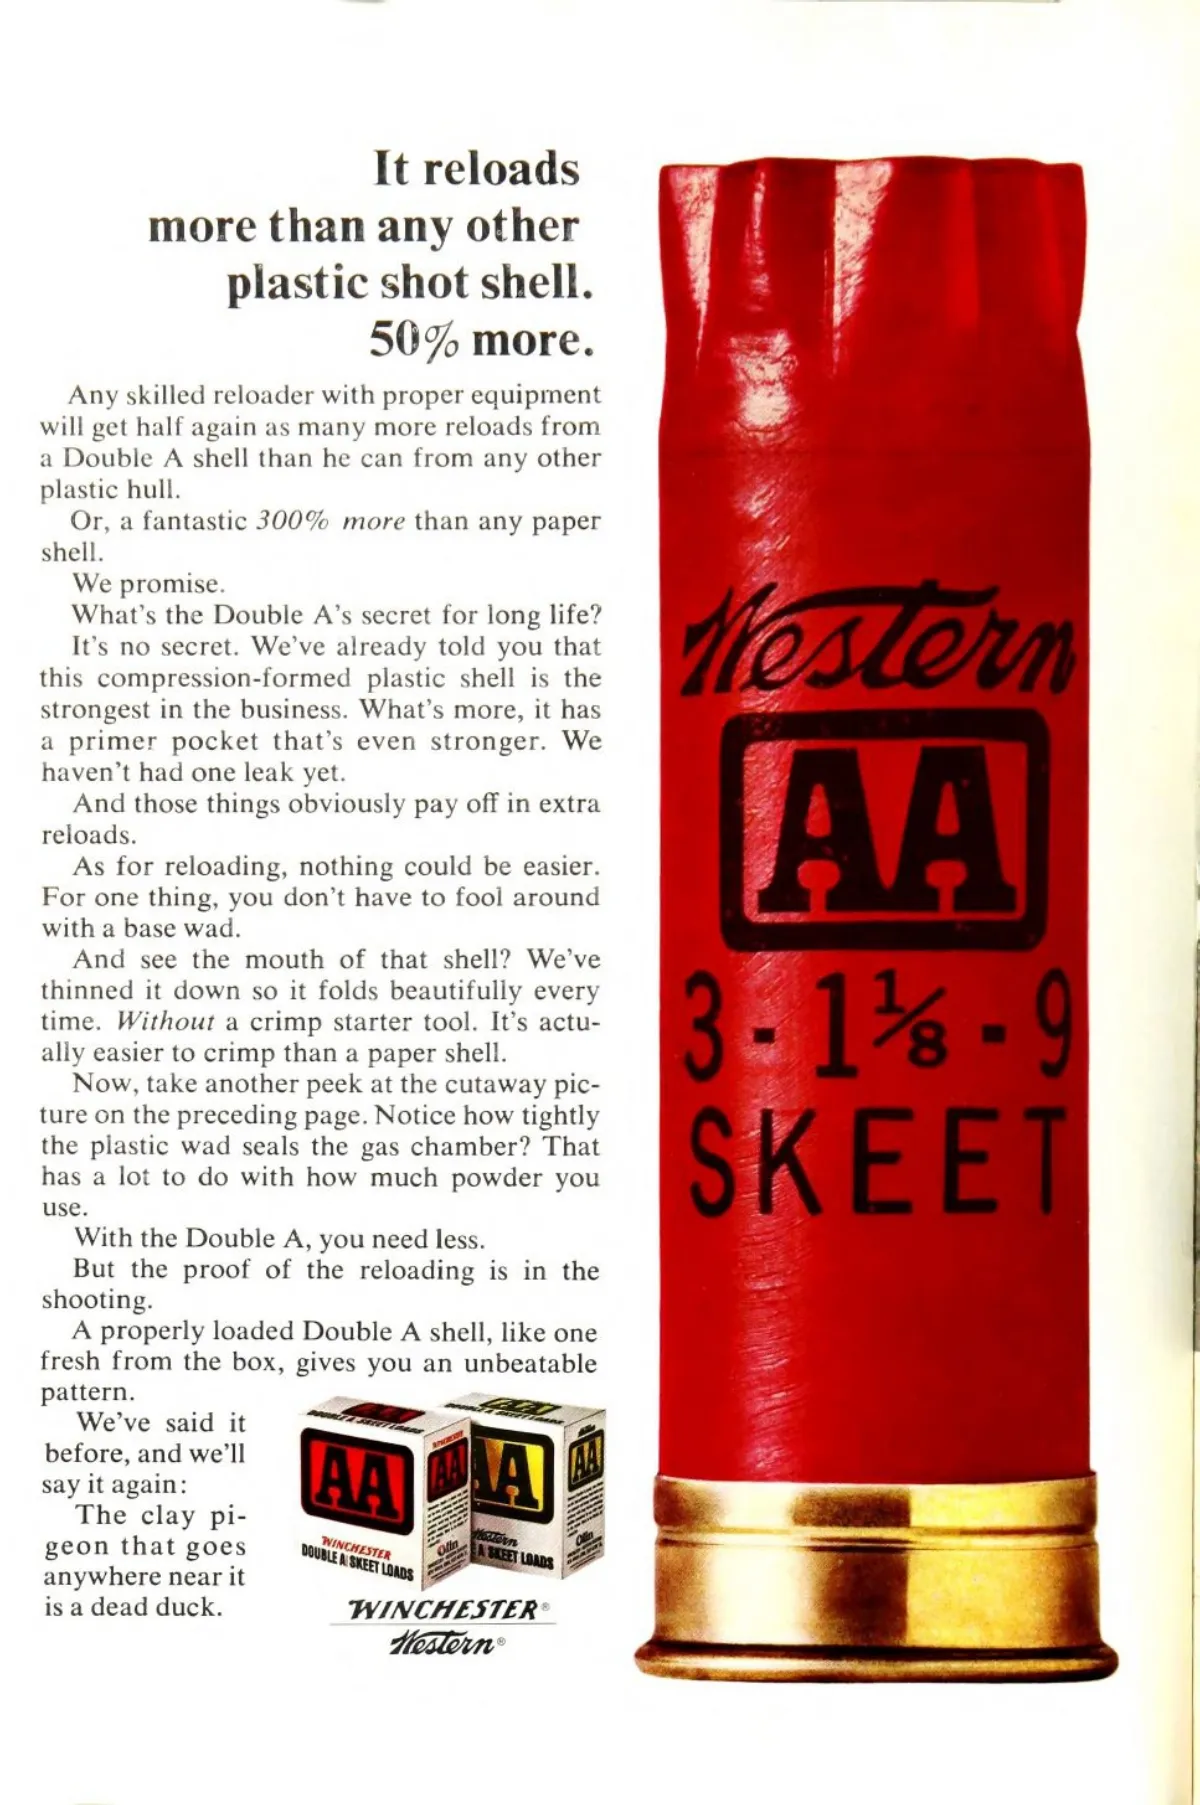 It reloads
more than any other
plastic shot shell.
50% more.
Any skilled reloader with proper equipment
will get half again as many more reloads from
a Double A shell than he can from any other
plastic hull.
Or, a fantastic 300% more than any paper
shell.
We promise.
What's the Double A's secret for long life?
It's no secret. We've already told you that
this compression-formed plastic shell is the
strongest in the business. What's more, it has
a primer pocket that's even stronger. We
haven't had one leak yet.
And those things obviously pay off in extra
reloads.
As for reloading, nothing could be easier.
For one thing, you don't have to fool around
with a base wad.
And see the mouth of that shell? We've
thinned it down so it folds beautifully every
time. Without a crimp starter tool. It's actu-
ally easier to crimp than a paper shell.
Now, take another peek at the cutaway pic-
ture on the preceding page. Notice how tightly
the plastic wad seals the gas chamber? That
has a lot to do with how much powder you
use.
With the Double A, you need less.
But the proof of the reloading is in the
shooting.
A properly loaded Double A shell, like one
fresh from the box, gives you an unbeatable
pattern.
We've said it
before, and we'll
say it again:
The clay pi-
geon that goes
anywhere near it
is a dead duck.
AA
DOUBLE A SKEET LOADS
AA
WINCHESTER
DOUBLE A SKEET LOADS
WINCHESTER
AA
Olin
AA
AA
Western
A SKEET LOADS
AA
Olin
WINCHESTER®
Western®
Western
AA
3-1⅛-9
SKEET